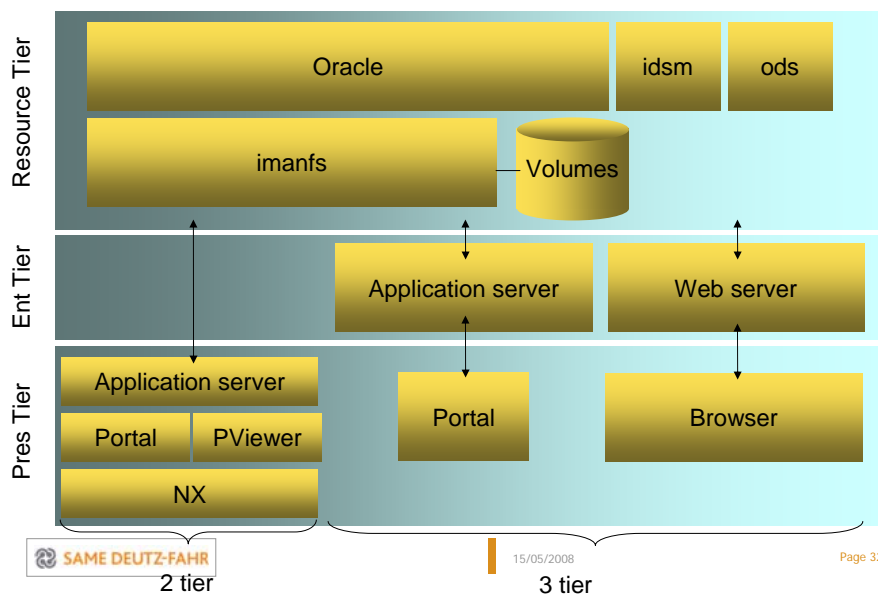 Resource Tier
Oracle
idsm
ods
imanfs
Volumes
Ent Tier
Application server
Web server
Pres Tier
Application server
Portal
PViewer
NX
Portal
Browser
SAME DEUTZ-FAHR
2 tier
15/05/2008
3 tier
Page